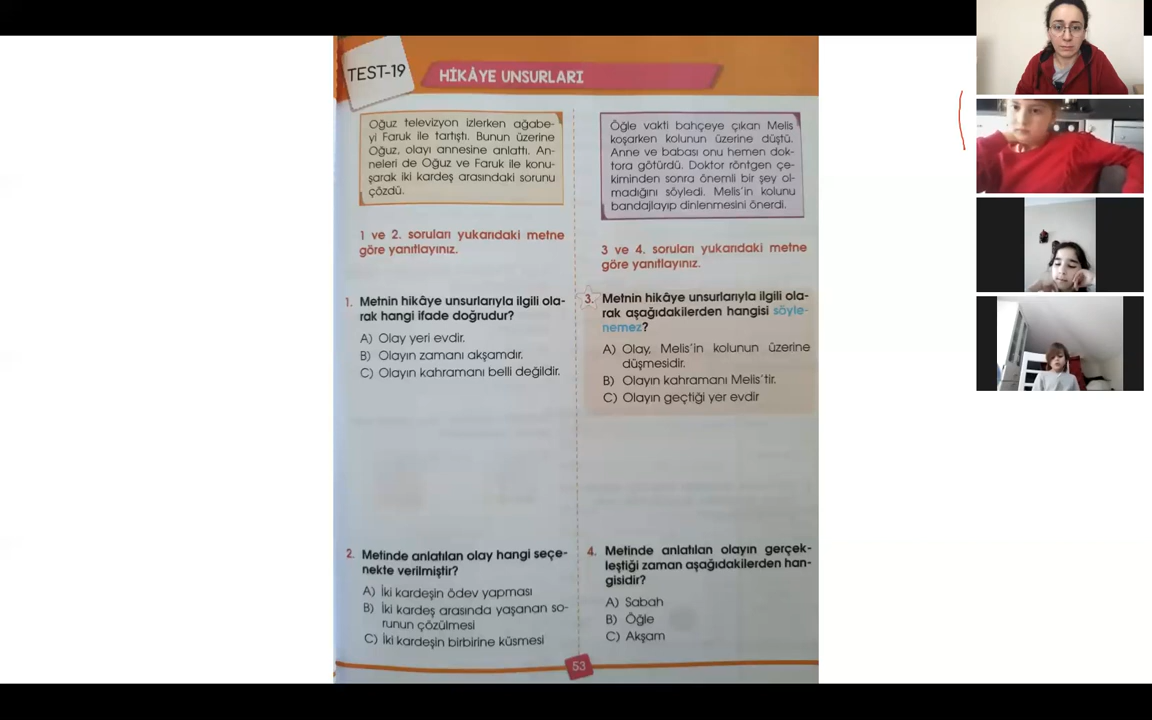 TEST-19
HİKÂYE UNSURLARI
Oğuz televizyon izlerken ağabe-
yi Faruk ile tartıştı. Bunun üzerine
Oğuz, olayı annesine anlattı. An-
neleri de Oğuz ve Faruk ile konu-
şarak iki kardeş arasındaki sorunu
çözdü.
1 ve 2. soruları yukarıdaki metne
göre yanıtlayınız.
1. Metnin hikâye unsurlarıyla ilgili ola-
rak hangi ifade doğrudur?
A) Olay yeri evdir.
B) Olayın zamanı akşamdır.
C) Olayın kahramanı belli değildir.
2. Metinde anlatılan olay hangi seçe-
nekte verilmiştir?
A) İki kardeşin ödev yapması
B) İki kardeş arasında yaşanan so-
runun çözülmesi
C) İki kardeşin birbirine küsmesi
Öğle vakti bahçeye çıkan Melis
koşarken kolunun üzerine düştü.
Anne ve babası onu hemen dok-
tora götürdü. Doktor röntgen çe-
kiminden sonra önemli bir şey ol-
madığını söyledi. Melis'in kolunu
bandajlayıp dinlenmesini önerdi.
3 ve 4. soruları yukarıdaki metne
göre yanıtlayınız.
3. Metnin hikâye unsurlarıyla ilgili ola-
rak aşağıdakilerden hangisi söyle-
nemez?
A) Olay, Melis'in kolunun üzerine
düşmesidir.
B) Olayın kahramanı Melis'tir.
C) Olayın geçtiği yer evdir
4. Metinde anlatılan olayın gerçek-
leştiği zaman aşağıdakilerden han-
gisidir?
A) Sabah
B) Öğle
C) Akşam
53